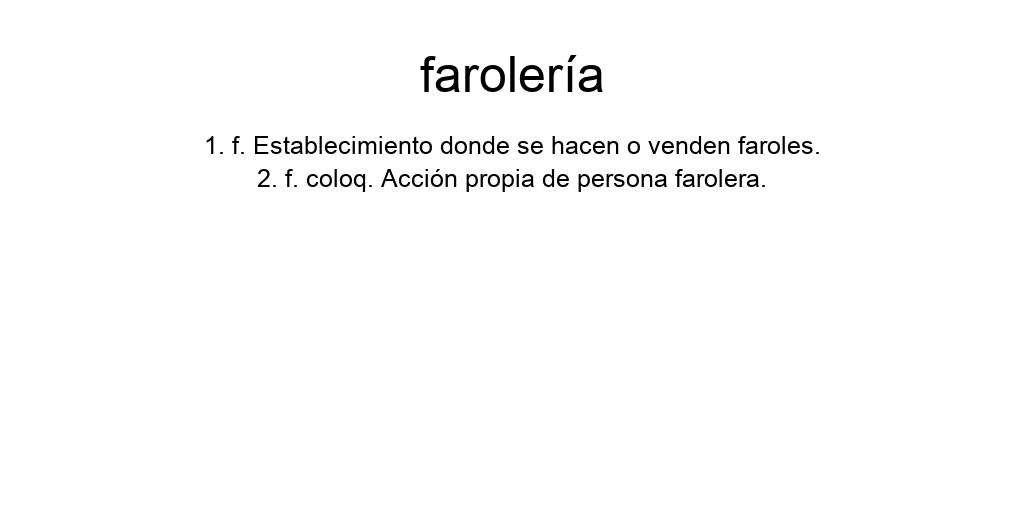 farolería
1. f. Establecimiento donde se hacen o venden faroles.
2. f. coloq. Acción propia de persona farolera.